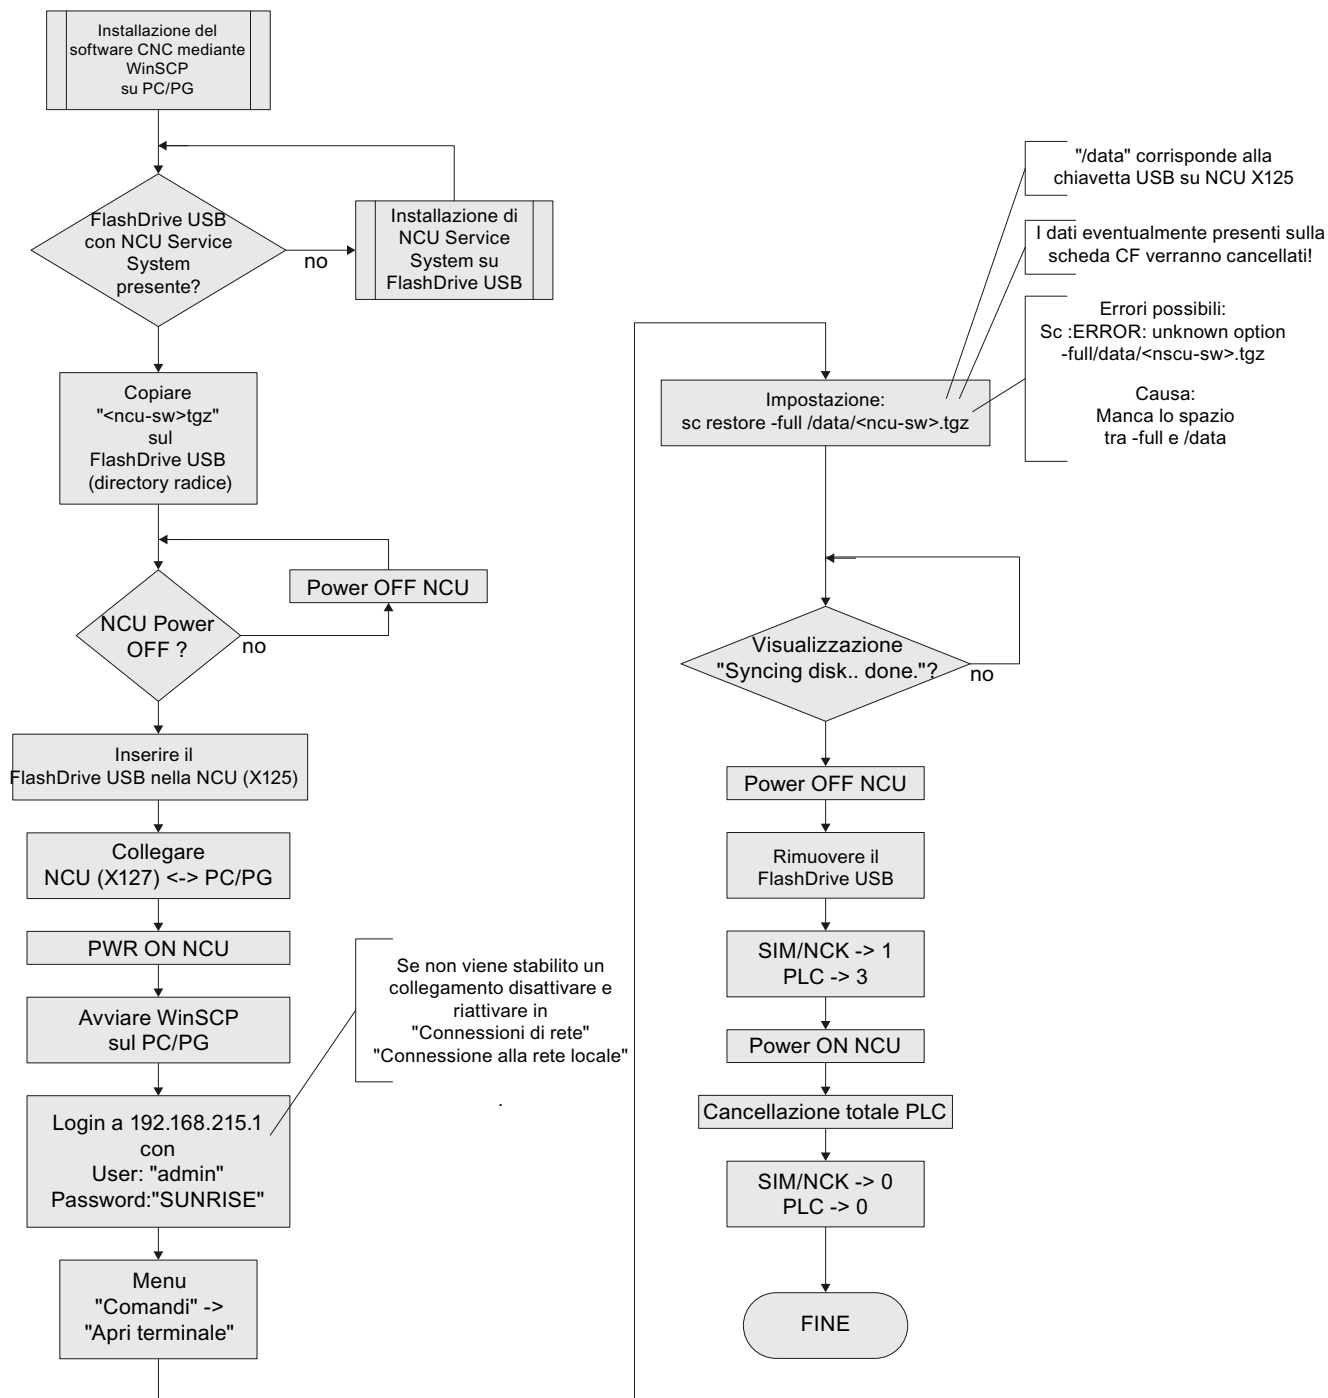 Installazione del
software CNC mediante
WinSCP
su PC/PG
FlashDrive USB
con NCU Service
System
presente?
no
Installazione di
NCU Service
System su
FlashDrive USB
Copiare
"<ncu-sw>tgz"
sul
FlashDrive USB
(directory radice)
NCU Power
OFF ?
no
Power OFF NCU
Inserire il
FlashDrive USB nella NCU (X125)
Collegare
NCU (X127) <-> PC/PG
PWR ON NCU
Avviare WinSCP
sul PC/PG
Login a 192.168.215.1
con
User: "admin"
Password:"SUNRISE"
Se non viene stabilito un
collegamento disattivare e
riattivare in
"Connessioni di rete"
"Connessione alla rete locale"
.
Menu
"Comandi" ->
"Apri terminale"
"/data" corrisponde alla
chiavetta USB su NCU X125
I dati eventualmente presenti sulla
scheda CF verranno cancellati!
Errori possibili:
Sc :ERROR: unknown option
-full/data/<nscu-sw>.tgz
Causa:
Manca lo spazio
tra -full e /data
Impostazione:
sc restore -full /data/<ncu-sw>.tgz
Visualizzazione
"Syncing disk.. done."?
no
Power OFF NCU
Rimuovere il
FlashDrive USB
SIM/NCK -> 1
PLC -> 3
Power ON NCU
Cancellazione totale PLC
SIM/NCK -> 0
PLC -> 0
FINE